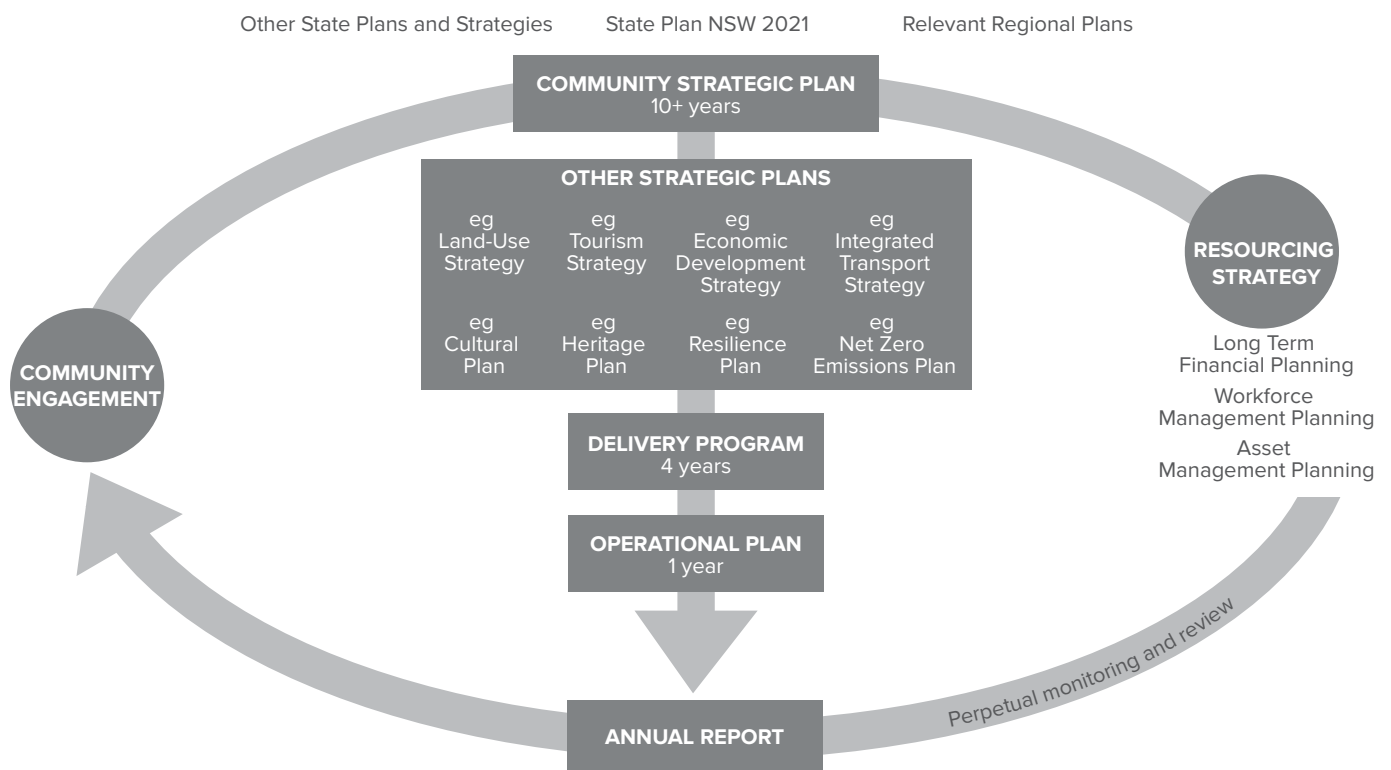 Other State Plans and Strategies
State Plan NSW 2021
Relevant Regional Plans
COMMUNITY STRATEGIC PLAN
10+ years
OTHER STRATEGIC PLANS
eg
Land-Use
Strategy
eg
Tourism
Strategy
eg
Economic
Development
Strategy
eg
Integrated
Transport
Strategy
eg
Cultural
Plan
eg
Heritage
Plan
eg
Resilience
Plan
eg
Net Zero
Emissions Plan
RESOURCING
STRATEGY
Long Term
Financial Planning
Workforce
Management Planning
Asset
Management Planning
COMMUNITY
ENGAGEMENT
DELIVERY PROGRAM
4 years
OPERATIONAL PLAN
1 year
Perpetual monitoring and review
ANNUAL REPORT